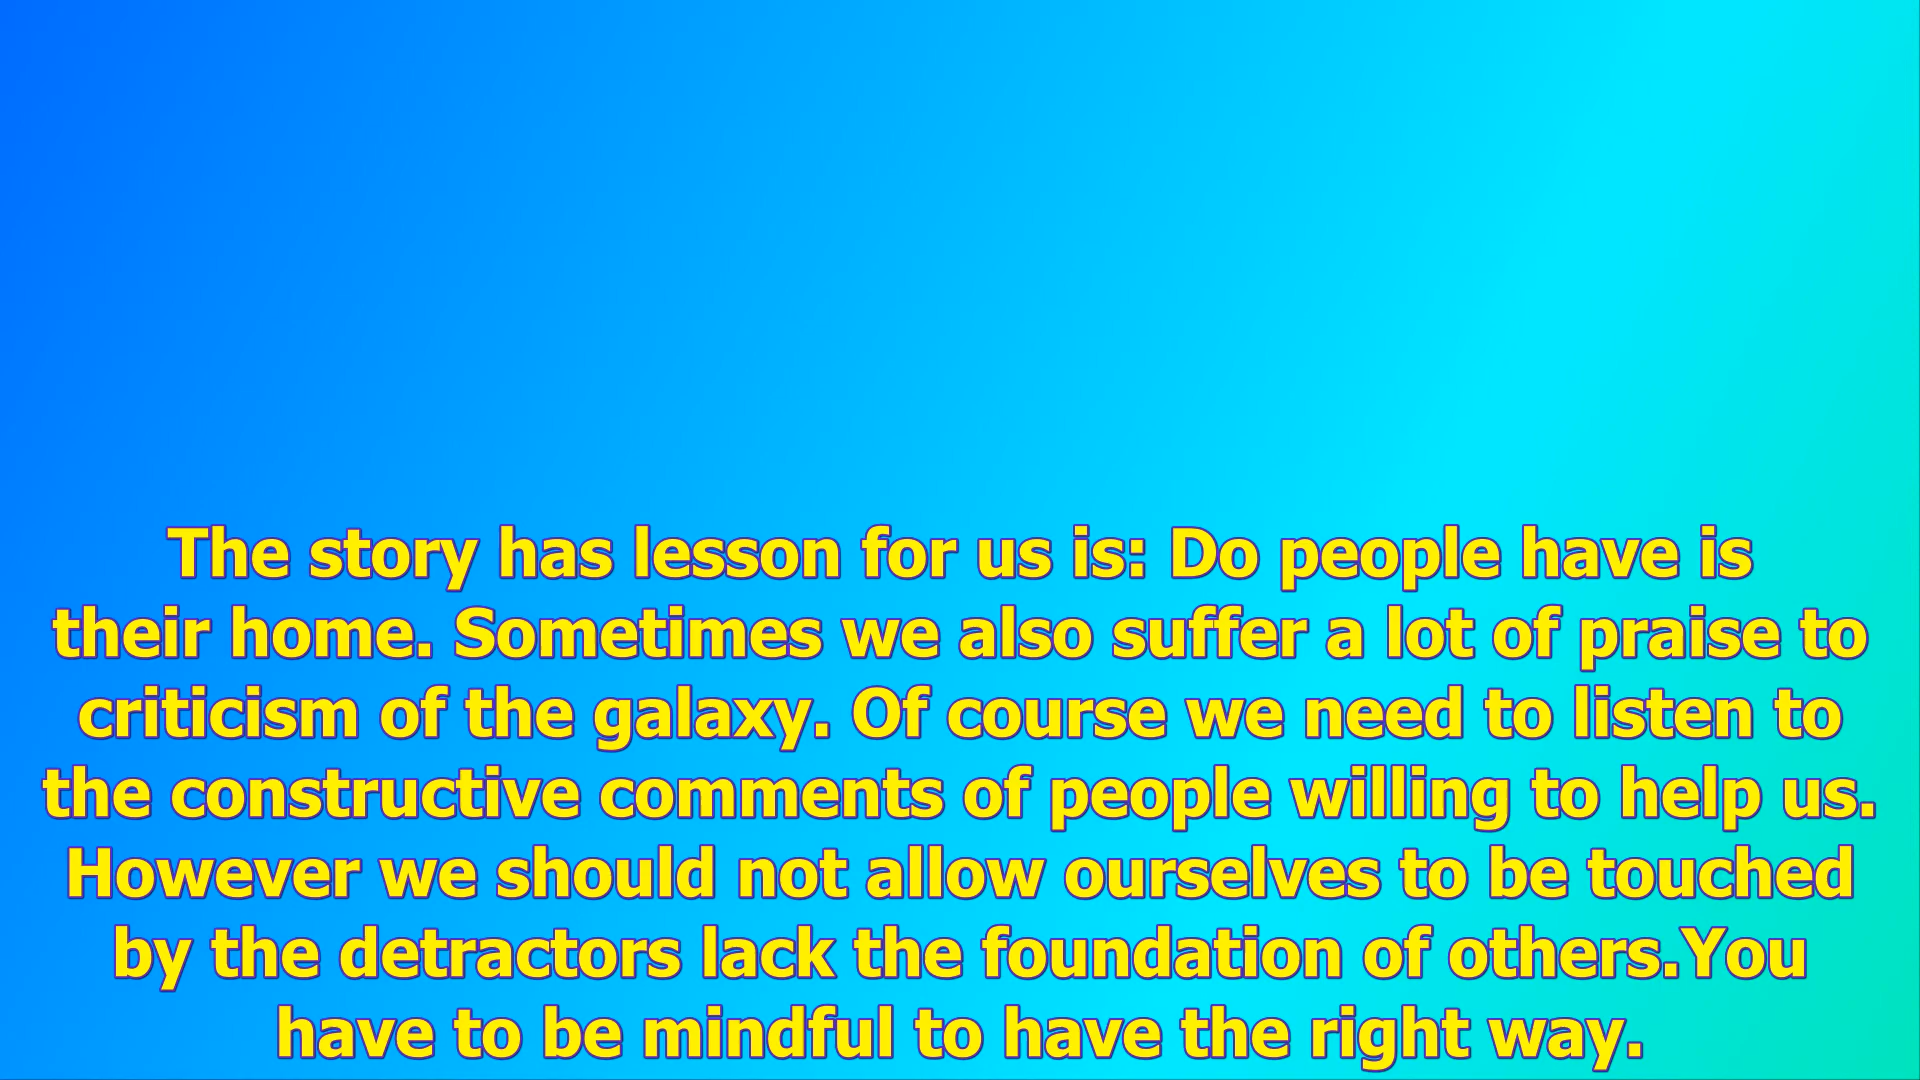 The story has lesson for us is: Do people have is
their home. Sometimes we also suffer a lot of praise to
criticism of the galaxy. Of course we need to listen to
the constructive comments of people willing to help us.
However we should not allow ourselves to be touched
by the detractors lack the foundation of others.You
have to be mindful to have the right way.